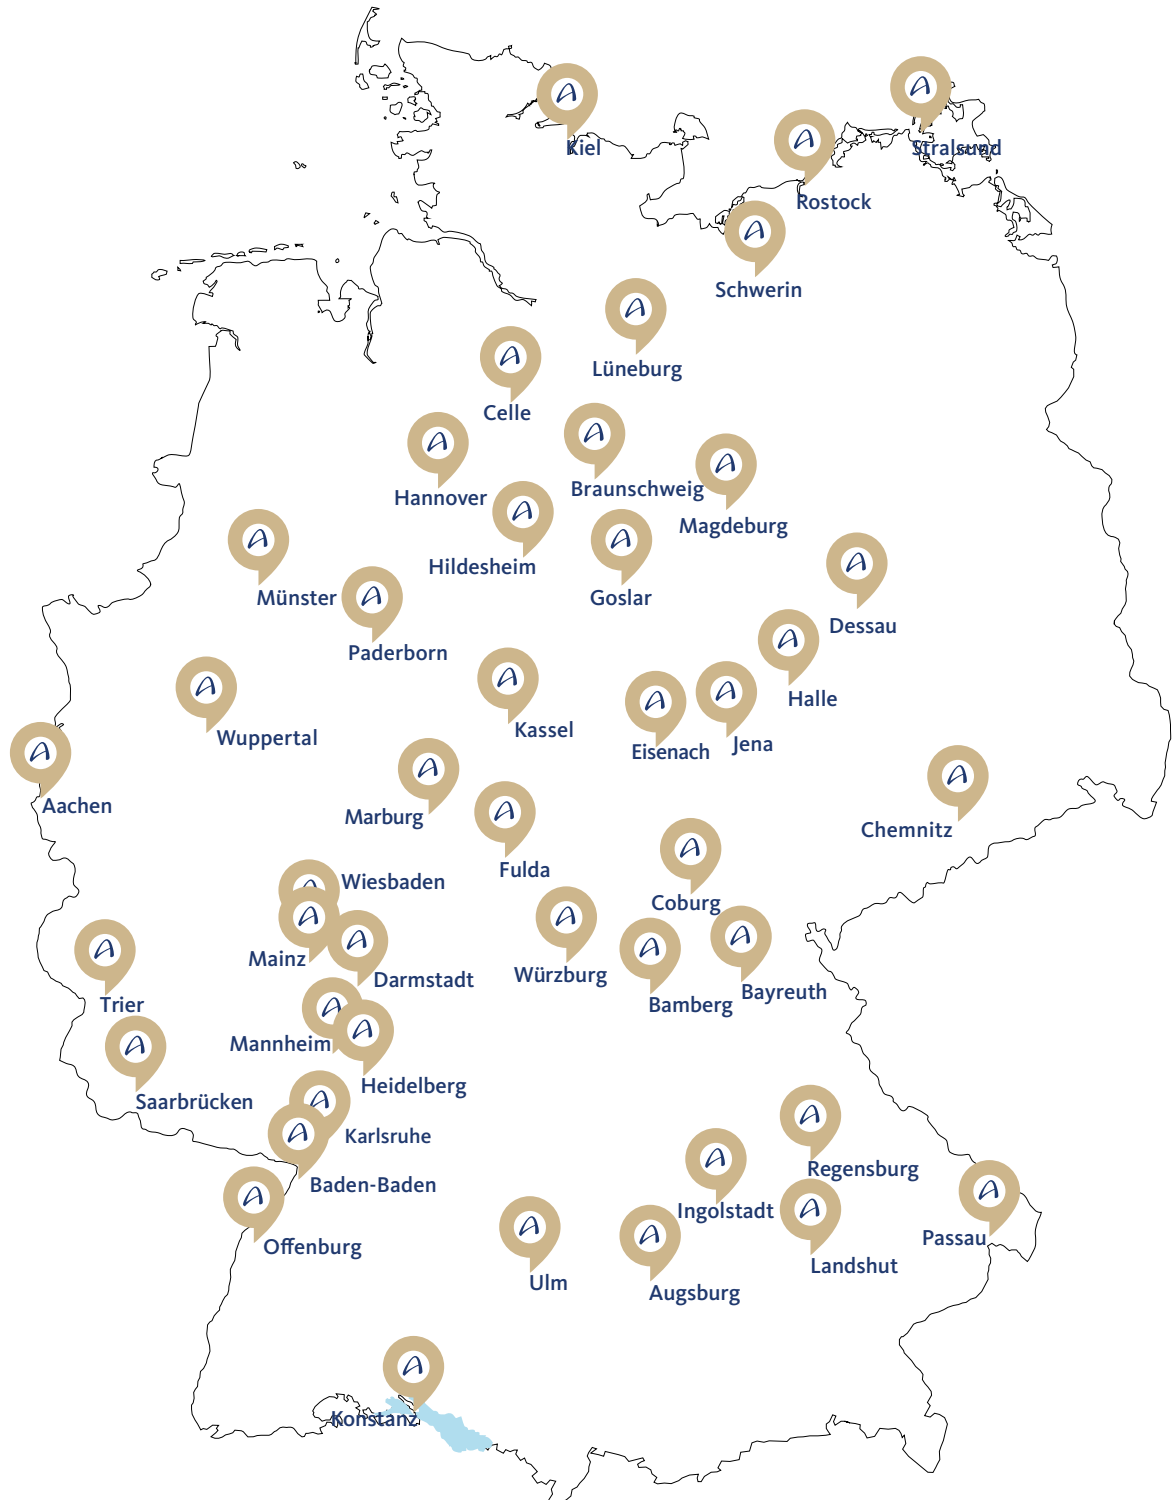 Kiel
Stralsund
Rostock
Schwerin
Lüneburg
Celle
Braunschweig
Hannover
Magdeburg
Hildesheim
Münster
Goslar
Dessau
Paderborn
Halle
Kassel
Wuppertal
Jena
Eisenach
Aachen
Marburg
Chemnitz
Fulda
Wiesbaden
Coburg
Mainz
Würzburg
Darmstadt
Bayreuth
Trier
Bamberg
Mannheim
Heidelberg
Saarbrücken
Karlsruhe
Regensburg
Baden-Baden
Ingolstadt
Passau
Offenburg
Landshut
Ulm
Augsburg
Konstanz